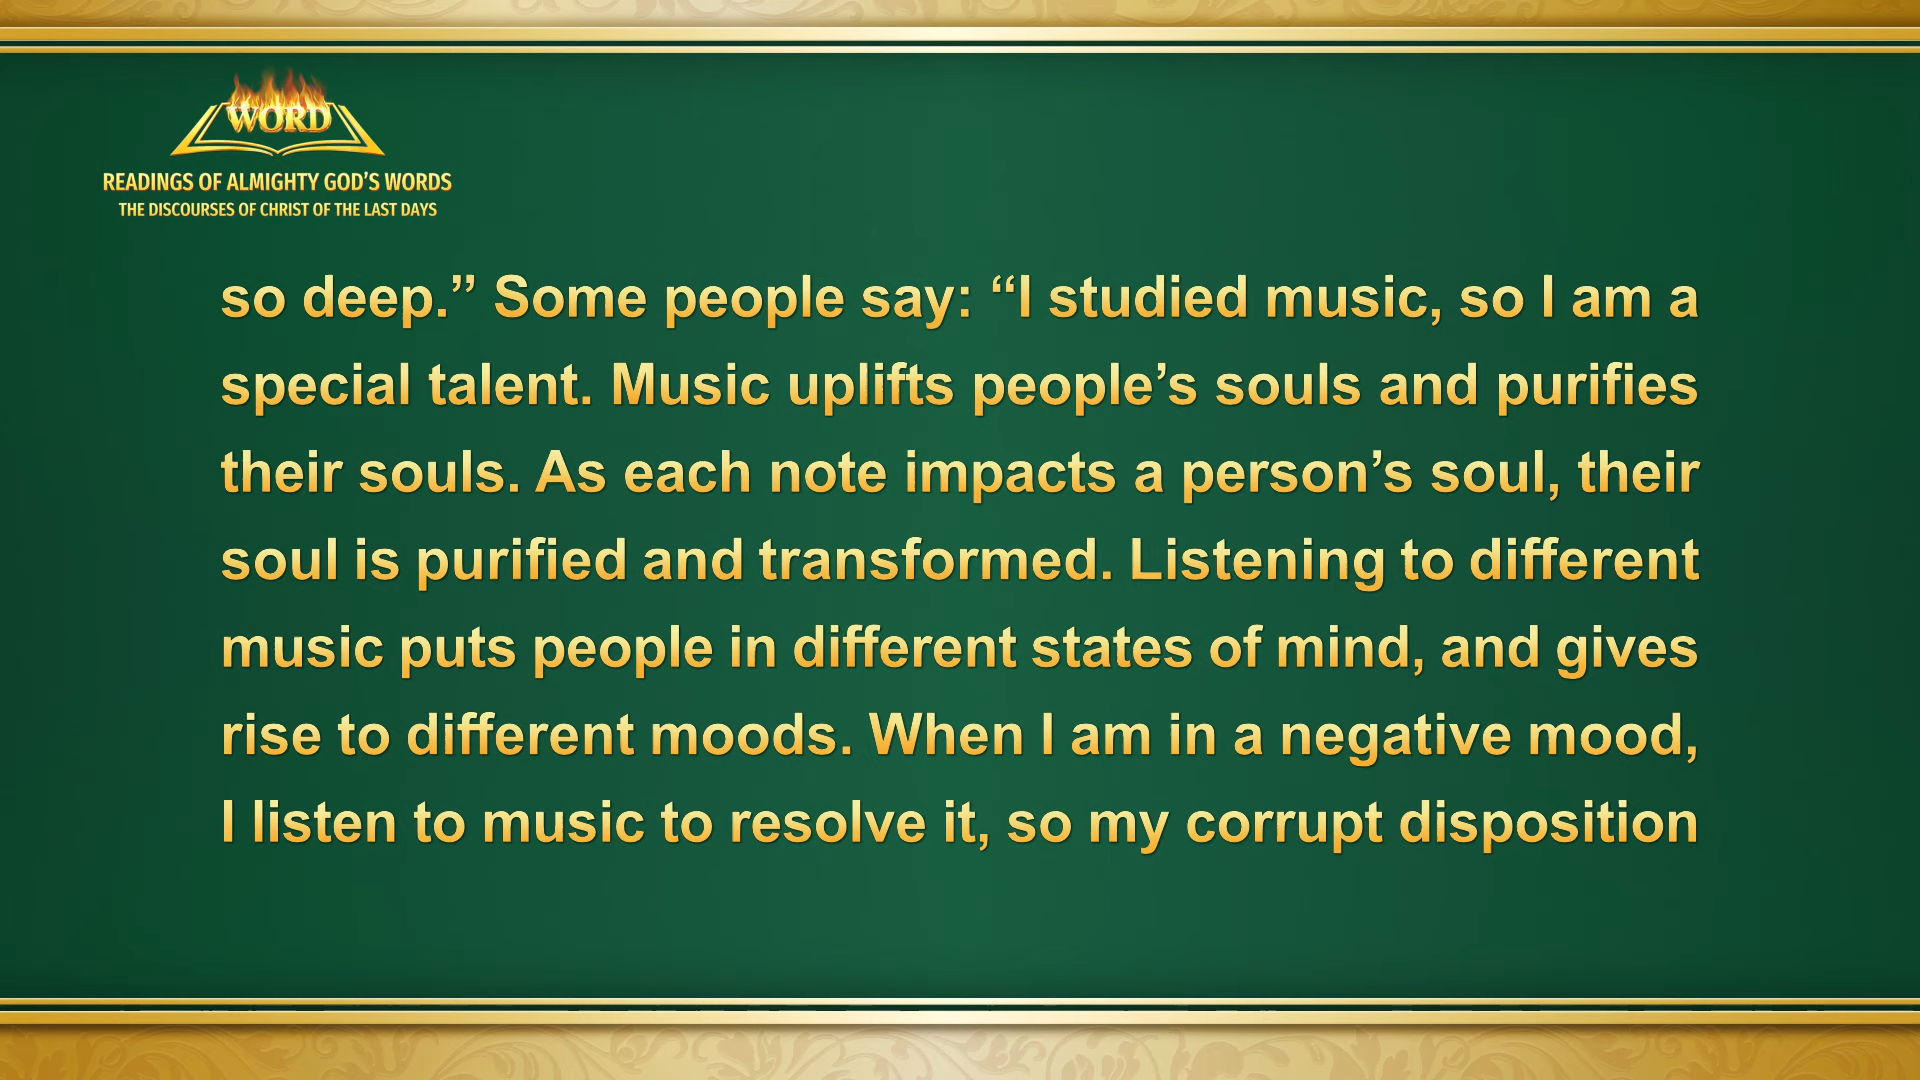 WORD
READINGS OF ALMIGHTY GOD’S WORDS
THE DISCOURSES OF CHRIST OF THE LAST DAYS
so deep.” Some people say: “I studied music, so I am a
special talent. Music uplifts people’s souls and purifies
their souls. As each note impacts a person’s soul, their
soul is purified and transformed. Listening to different
music puts people in different states of mind, and gives
rise to different moods. When I am in a negative mood,
I listen to music to resolve it, so my corrupt disposition